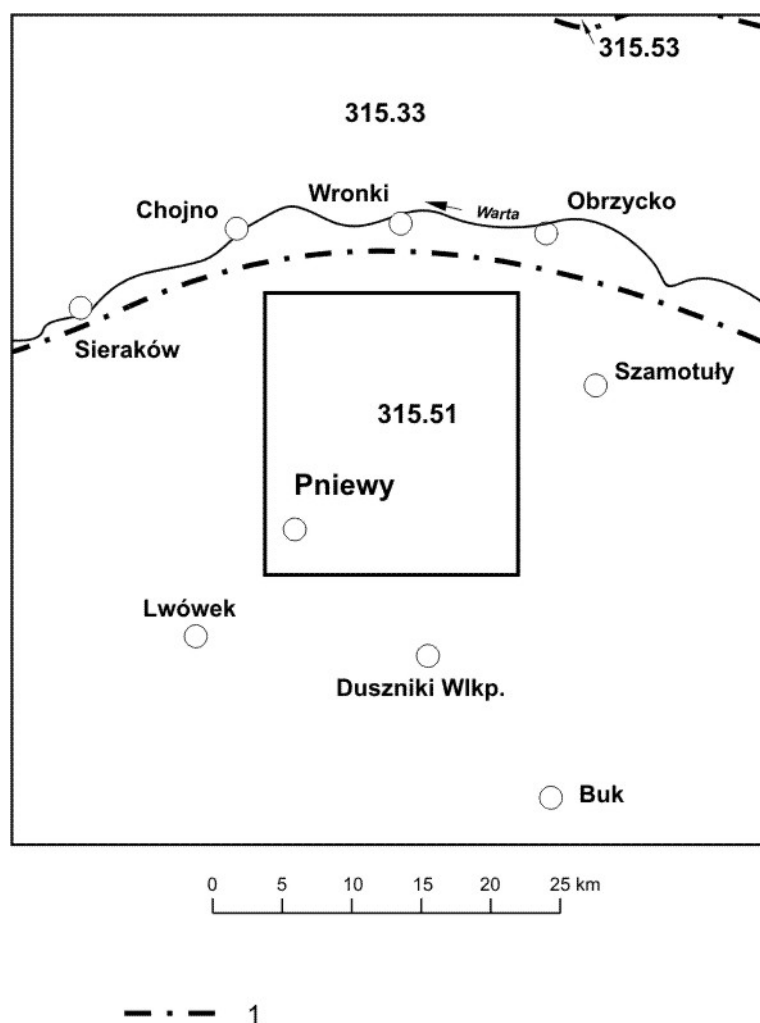 315.53
315.33
Wronki
Chojno
Warta
Obrzycko
Sieraków
Szamotuły
315.51
Pniewy
Lwówek
Duszniki Wlkp.
Buk
0 5 10 15 20 25 km
1